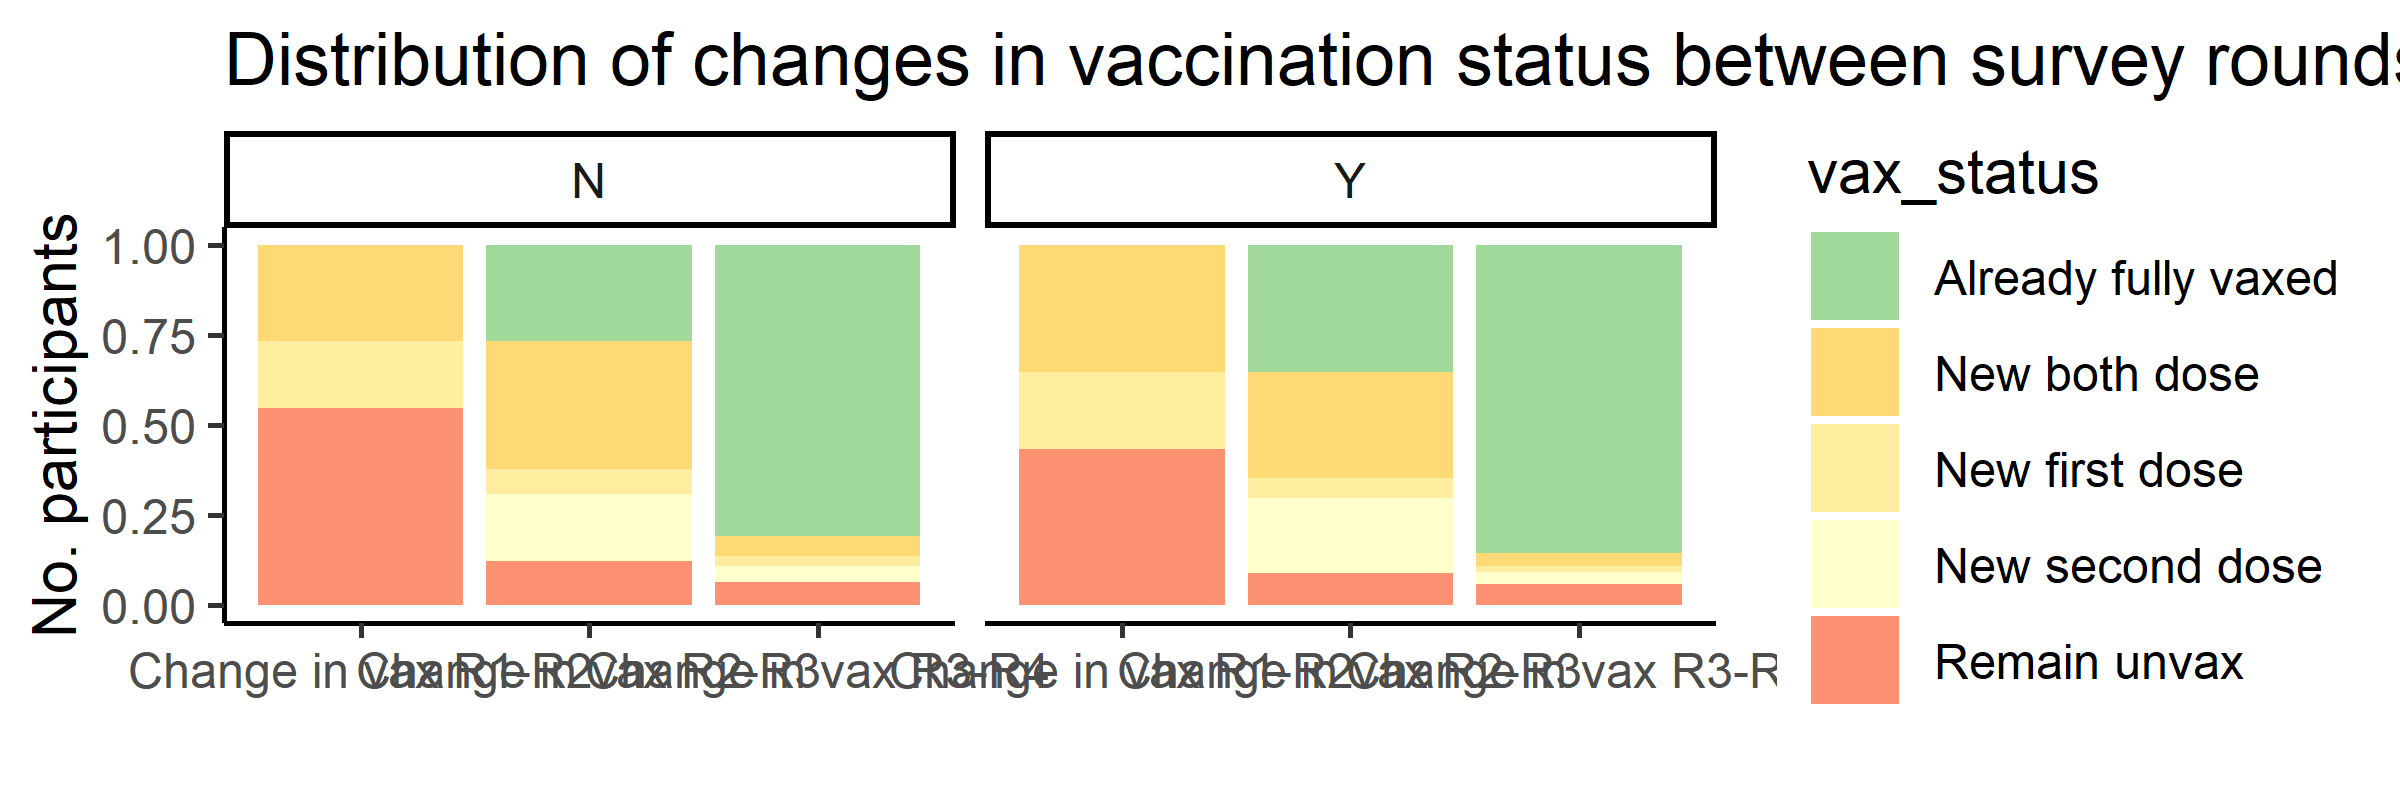 Distribution of changes in vaccination status between survey rounds
N
Y
vax_status
Already fully vaxed
New both dose
New first dose
New second dose
Remain unvax
No. participants
1.00
0.75
0.50
0.25
0.00
Change in vax R1-R2
Change in vax R2-R3
Change in vax R3-R4
Change in vax R1-R2
Change in vax R2-R3
Change in vax R3-R